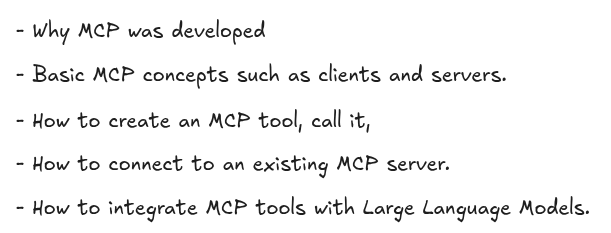 - Why MCP was developed
- Basic MCP concepts such as clients and servers.
- How to create an MCP tool, call it,
- How to connect to an existing MCP server.
- How to integrate MCP tools with Large Language Models.